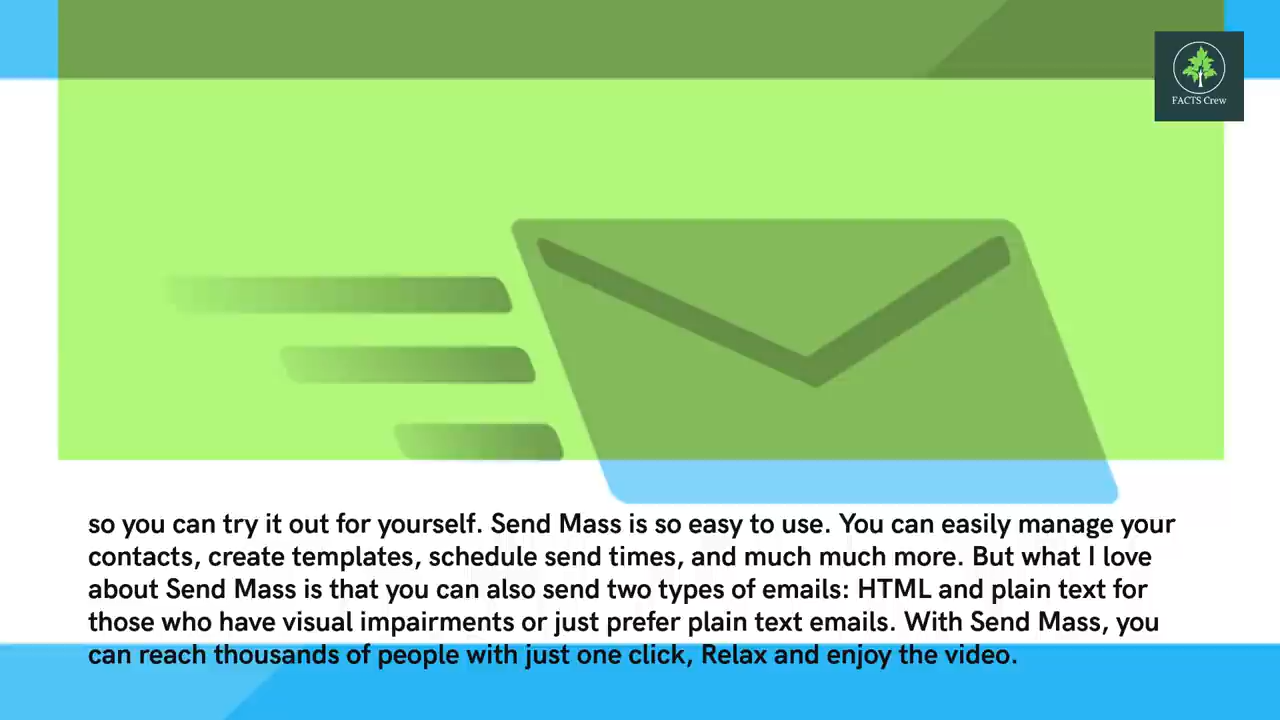 FACTS Crew
so you can try it out for yourself. Send Mass is so easy to use. You can easily manage your
contacts, create templates, schedule send times, and much much more. But what I love
about Send Mass is that you can also send two types of emails: HTML and plain text for
those who have visual impairments or just prefer plain text emails. With Send Mass, you
can reach thousands of people with just one click, Relax and enjoy the video.